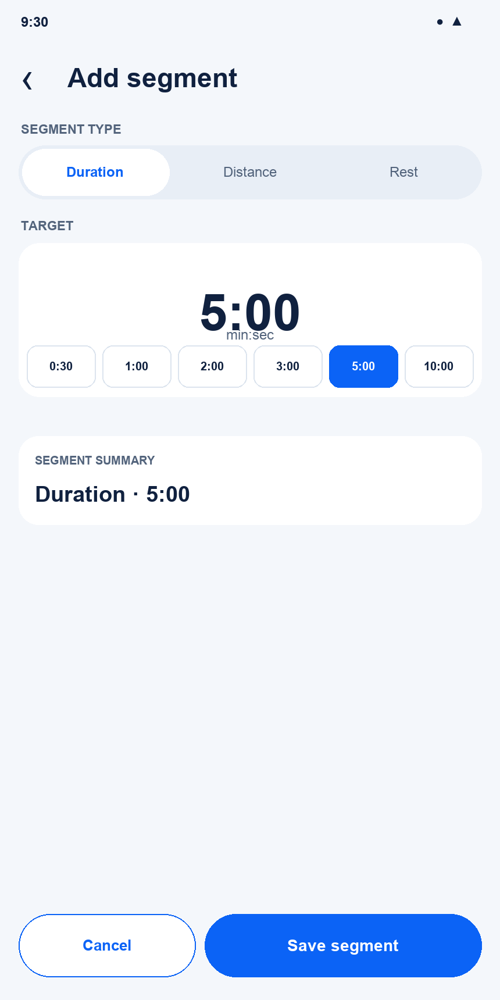 9:30
Add segment
SEGMENT TYPE
Duration Distance Rest
TARGET
5:00
min:sec
0:30 1:00 2:00 3:00 5:00 10:00
SEGMENT SUMMARY
Duration · 5:00
Cancel Save segment